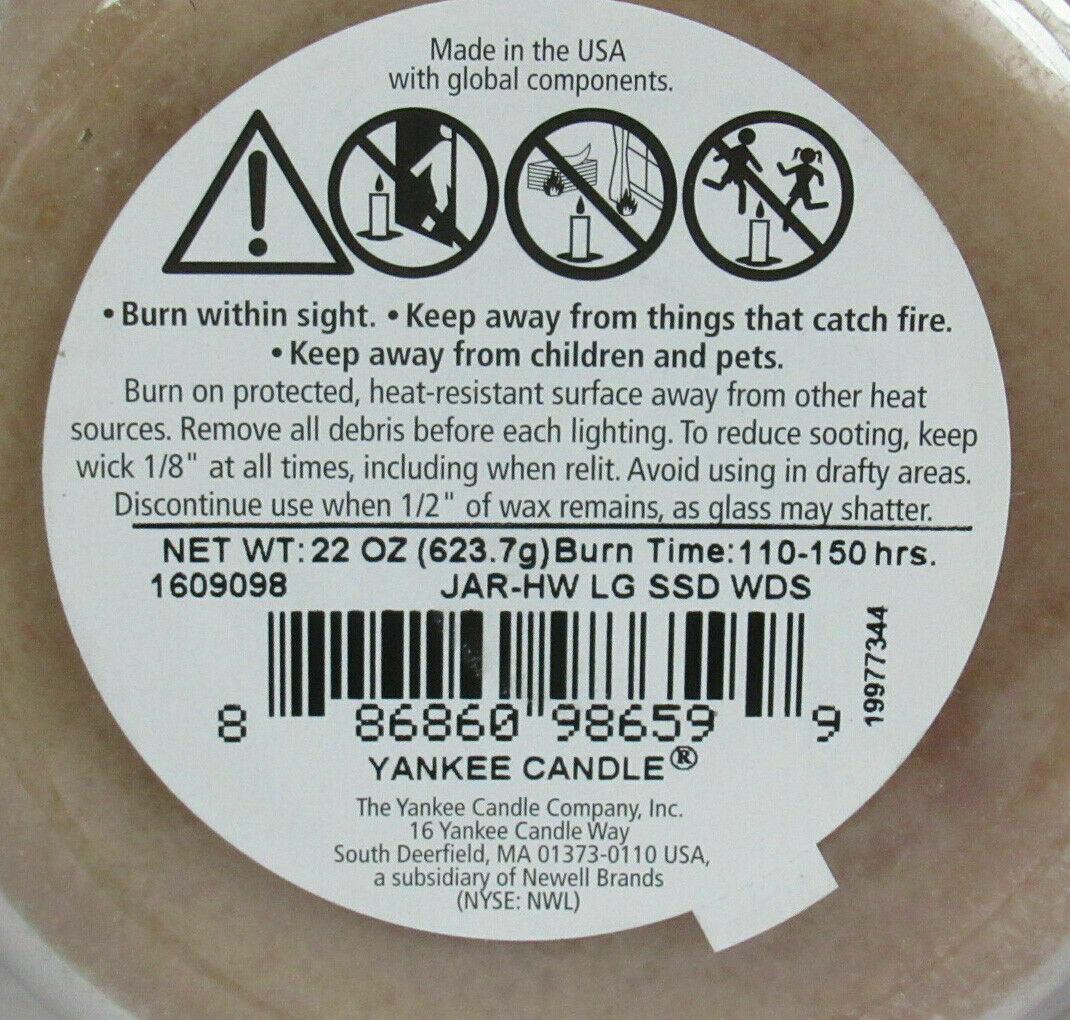 Made in the USA
with global components.
• Burn within sight. • Keep away from things that catch fire.
• Keep away from children and pets.
Burn on protected, heat-resistant surface away from other heat
sources. Remove all debris before each lighting. To reduce sooting, keep
wick 1/8" at all times, including when relit. Avoid using in drafty areas.
Discontinue use when 1/2" of wax remains, as glass may shatter.
NET WT: 22 OZ (623.7g) Burn Time: 110-150 hrs.
1609098 JAR-HW LG SSD WDS
19977344
8 86860 98659 9
YANKEE CANDLE®
The Yankee Candle Company, Inc.
16 Yankee Candle Way
South Deerfield, MA 01373-0110 USA,
a subsidiary of Newell Brands
(NYSE: NWL)